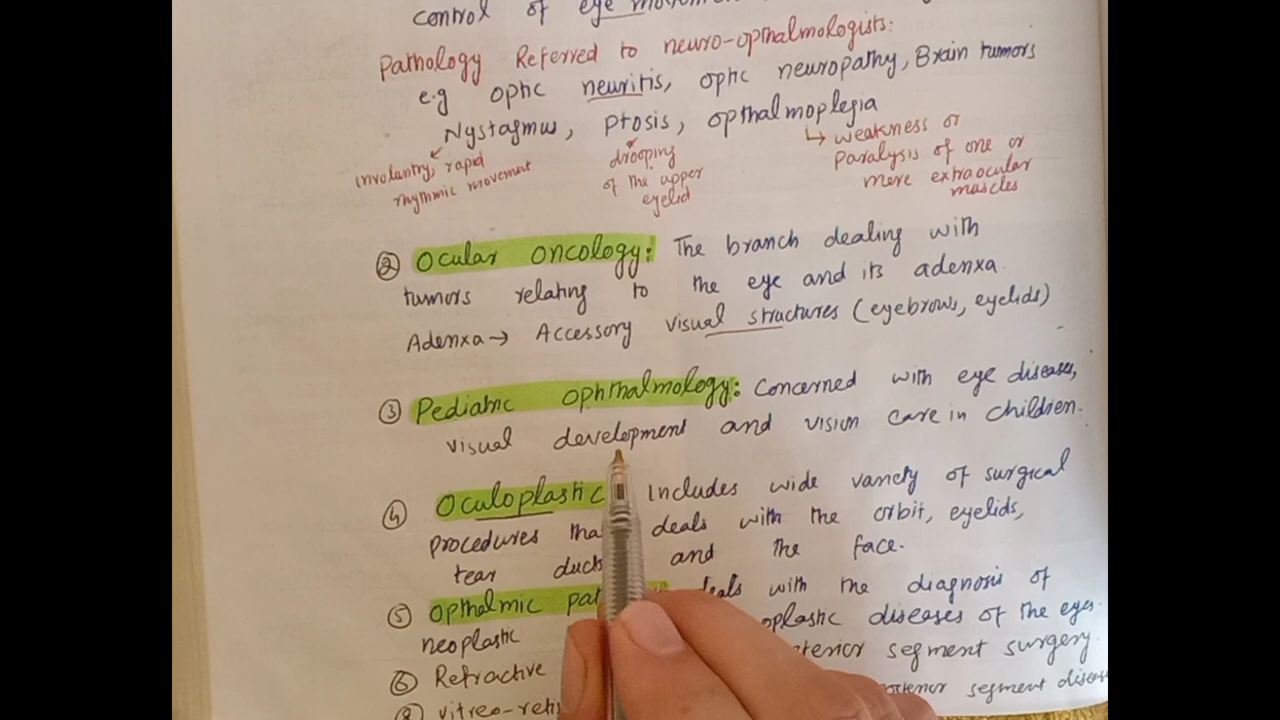 control of eye
Pathology Referred to neuro-opthalmologists:
e.g optic neuritis, optic neuropathy, Brain tumors
Nystagmus, Ptosis, opthalmoplegia
involantry, rapid rhythmic movement
drooping of the upper eyelid
↳ weakness or Paralysis of one or more extraocular muscles
② Ocular oncology: The branch dealing with
tumors relating to the eye and its adenxa.
Adenxa → Accessory visual structures (eyebrows, eyelids)
③ Pediatric ophthalmology: Concerned with eye diseases,
visual development and vision care in children.
④ Oculoplastic includes wide variety of surgical
procedures deals with the orbit, eyelids,
tear and the face.
⑤ Opthalmic deals with the diagnosis of
neoplastic diseases of the eyes.
⑥ Refractive segment surgery.
segment